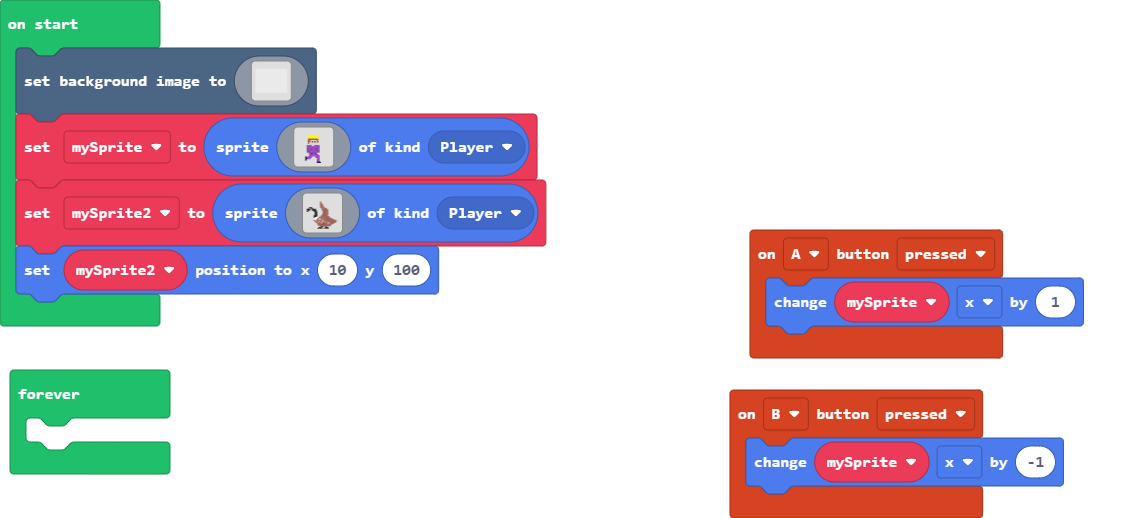 on start
set background image to
set mySprite to sprite of kind Player
set mySprite2 to sprite of kind Player
set mySprite2 position to x 10 y 100
forever
on A button pressed
change mySprite x by 1
on B button pressed
change mySprite x by -1